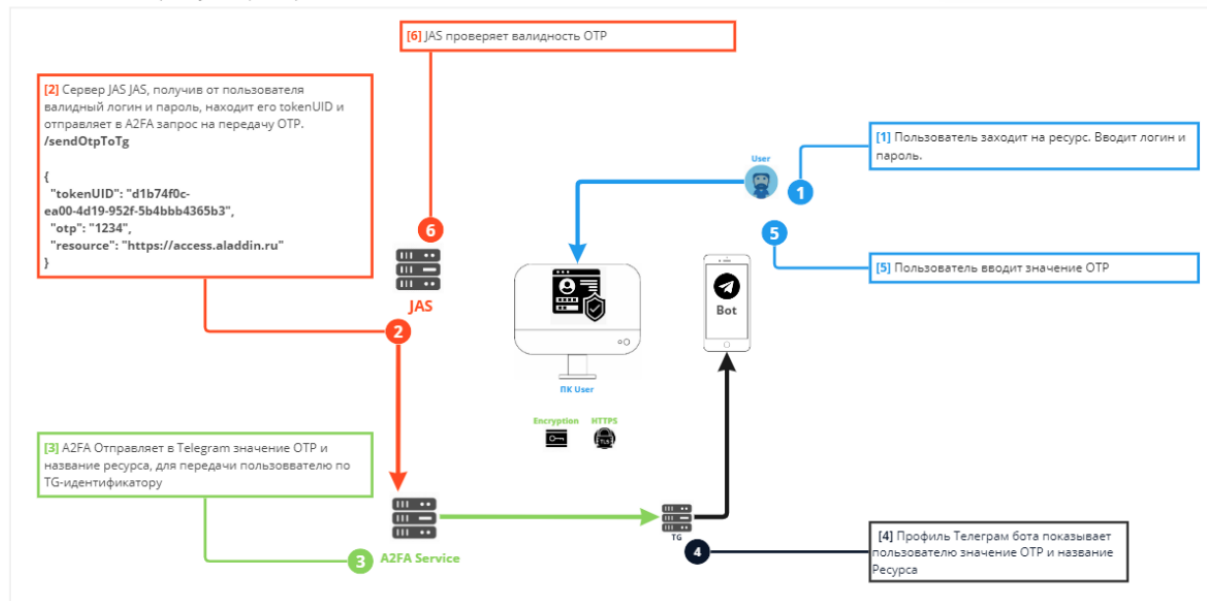 [6] JAS проверяет валидность OTP
[2] Сервер JAS JAS, получив от пользователя
валидный логин и пароль, находит его tokenUID и
отправляет в A2FA запрос на передачу OTP.
/sendOtpToTg
{
"tokenUID": "d1b74f0c-
ea00-4d19-952f-5b4bbb4365b3",
"otp": "1234",
"resource": "https://access.aladdin.ru"
}
[1] Пользователь заходит на ресурс. Вводит логин и
пароль.
User
1
6
5
[5] Пользователь вводит значение OTP
JAS
2
Bot
ПК User
Encryption
HTTPS
TLS
[3] A2FA Отправляет в Telegram значение OTP и
название ресурса, для передачи пользоввателю по
TG-идентификатору
TG
4
[4] Профиль Телеграм бота показывает
пользователю значение OTP и название
Ресурса
3
A2FA Service